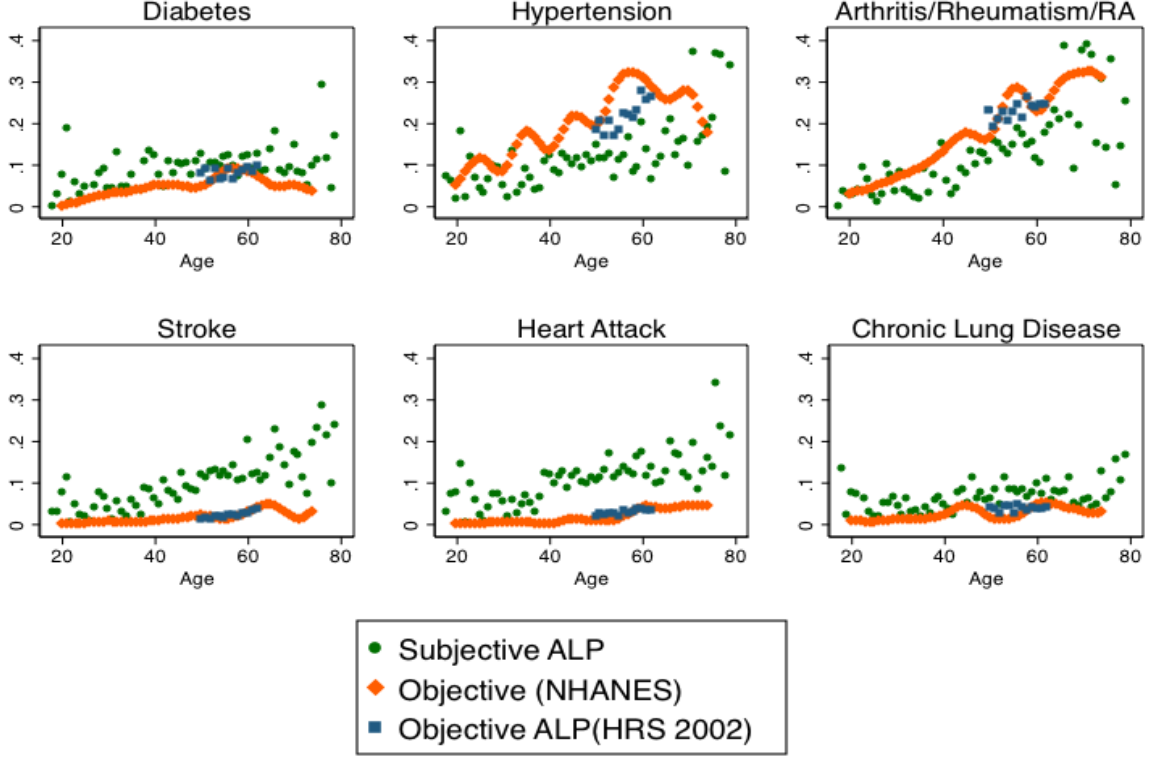 Diabetes Hypertension Arthritis/Rheumatism/RA
.4 .4 .4
.3 .3 .3
.2 .2 .2
.1 .1 .1
0 0 0
20 40 60 80 20 40 60 80 20 40 60 80
Age Age Age
Stroke Heart Attack Chronic Lung Disease
.4 .4 .4
.3 .3 .3
.2 .2 .2
.1 .1 .1
0 0 0
20 40 60 80 20 40 60 80 20 40 60 80
Age Age Age
Subjective ALP
Objective (NHANES)
Objective ALP(HRS 2002)